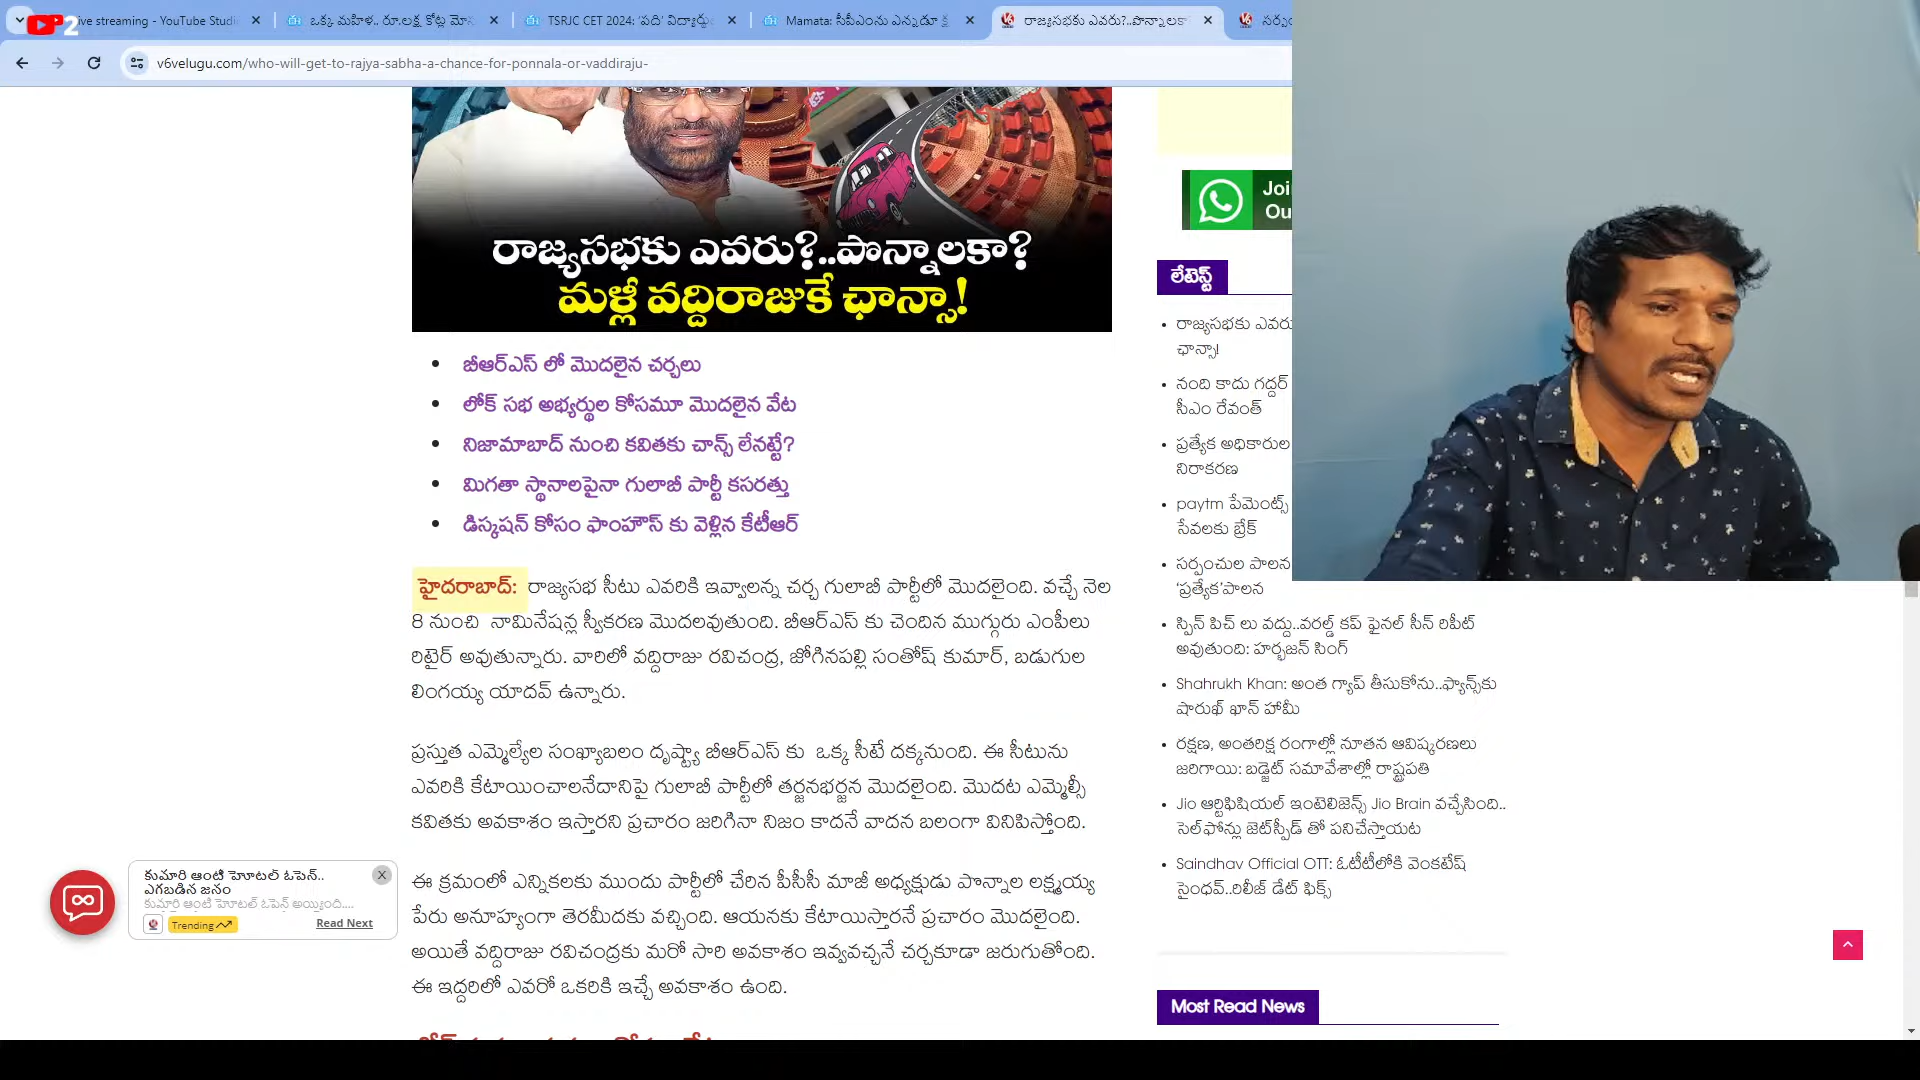 2
ive streaming - YouTube Studi
ఒక్క మహిళ.. రూ.లక్ష కోట్ల మోస
TSRJC CET 2024: 'పది' విద్యార్థు
Mamata: సీపీఎంను ఎన్నడూ క్ష
రాజ్యసభకు ఎవరు?..పొన్నాలకా?
సర్పం
v6velugu.com/who-will-get-to-rajya-sabha-a-chance-for-ponnala-or-vaddiraju-
రాజ్యసభకు ఎవరు?..పొన్నాలకా?
మళ్లీ వద్దిరాజుకే ఛాన్సా!
బీఆర్ఎస్ లో మొదలైన చర్చలు
లోక్ సభ అభ్యర్థుల కోసమూ మొదలైన వేట
నిజామాబాద్ నుంచి కవితకు చాన్స్ లేనట్టే?
మిగతా స్థానాలపైనా గులాబీ పార్టీ కసరత్తు
డిస్కషన్ కోసం ఫాంహౌస్ కు వెళ్లిన కేటీఆర్
హైదరాబాద్: రాజ్యసభ సీటు ఎవరికి ఇవ్వాలన్న చర్చ గులాబీ పార్టీలో మొదలైంది. వచ్చే నెల
8 నుంచి నామినేషన్ల స్వీకరణ మొదలవుతుంది. బీఆర్ఎస్ కు చెందిన ముగ్గురు ఎంపీలు
రిటైర్ అవుతున్నారు. వారిలో వద్దిరాజు రవిచంద్ర, జోగినపల్లి సంతోష్ కుమార్, బడుగుల
లింగయ్య యాదవ్ ఉన్నారు.
ప్రస్తుత ఎమ్మెల్యేల సంఖ్యాబలం దృష్ట్యా బీఆర్ఎస్ కు ఒక్క సీటే దక్కనుంది. ఈ సీటును
ఎవరికి కేటాయించాలనేదానిపై గులాబీ పార్టీలో తర్జనభర్జన మొదలైంది. మొదట ఎమ్మెల్సీ
కవితకు అవకాశం ఇస్తారని ప్రచారం జరిగినా నిజం కాదనే వాదన బలంగా వినిపిస్తోంది.
ఈ క్రమంలో ఎన్నికలకు ముందు పార్టీలో చేరిన పీసీసీ మాజీ అధ్యక్షుడు పొన్నాల లక్ష్మయ్య
పేరు అనూహ్యంగా తెరమీదకు వచ్చింది. ఆయనకు కేటాయిస్తారనే ప్రచారం మొదలైంది.
అయితే వద్దిరాజు రవిచంద్రకు మరో సారి అవకాశం ఇవ్వవచ్చనే చర్చకూడా జరుగుతోంది.
ఈ ఇద్దరిలో ఎవరో ఒకరికి ఇచ్చే అవకాశం ఉంది.
Joi
Ou
లేటెస్ట్
రాజ్యసభకు ఎవరు
ఛాన్సా!
నంది కాదు గద్దర్
సీఎం రేవంత్
ప్రత్యేక అధికారుల
నిరాకరణ
paytm పేమెంట్స్
సేవలకు బ్రేక్
సర్పంచుల పాలన
'ప్రత్యేక'పాలన
స్పిన్ పిచ్ లు వద్దు..వరల్డ్ కప్ ఫైనల్ సీన్ రిపీట్
అవుతుంది: హర్భజన్ సింగ్
Shahrukh Khan: అంత గ్యాప్ తీసుకోను..ఫ్యాన్స్‌కు
షారుఖ్ ఖాన్ హామీ
రక్షణ, అంతరిక్ష రంగాల్లో నూతన ఆవిష్కరణలు
జరిగాయి: బడ్జెట్ సమావేశాల్లో రాష్ట్రపతి
Jio ఆర్టిఫిషియల్ ఇంటెలిజెన్స్ Jio Brain వచ్చేసింది..
సెల్‌ఫోన్లు జెట్‌స్పీడ్ తో పనిచేస్తాయట
Saindhav Official OTT: ఓటీటీలోకి వెంకటేష్
సైంధవ్..రిలీజ్ డేట్ ఫిక్స్
Most Read News
కుమారి ఆంటీ హెూటల్ ఓపెన్..
ఎగబడిన జనం
కుమారి ఆంటీ హెూటల్ ఓపెన్ అయ్యింది....
Trending
Read Next